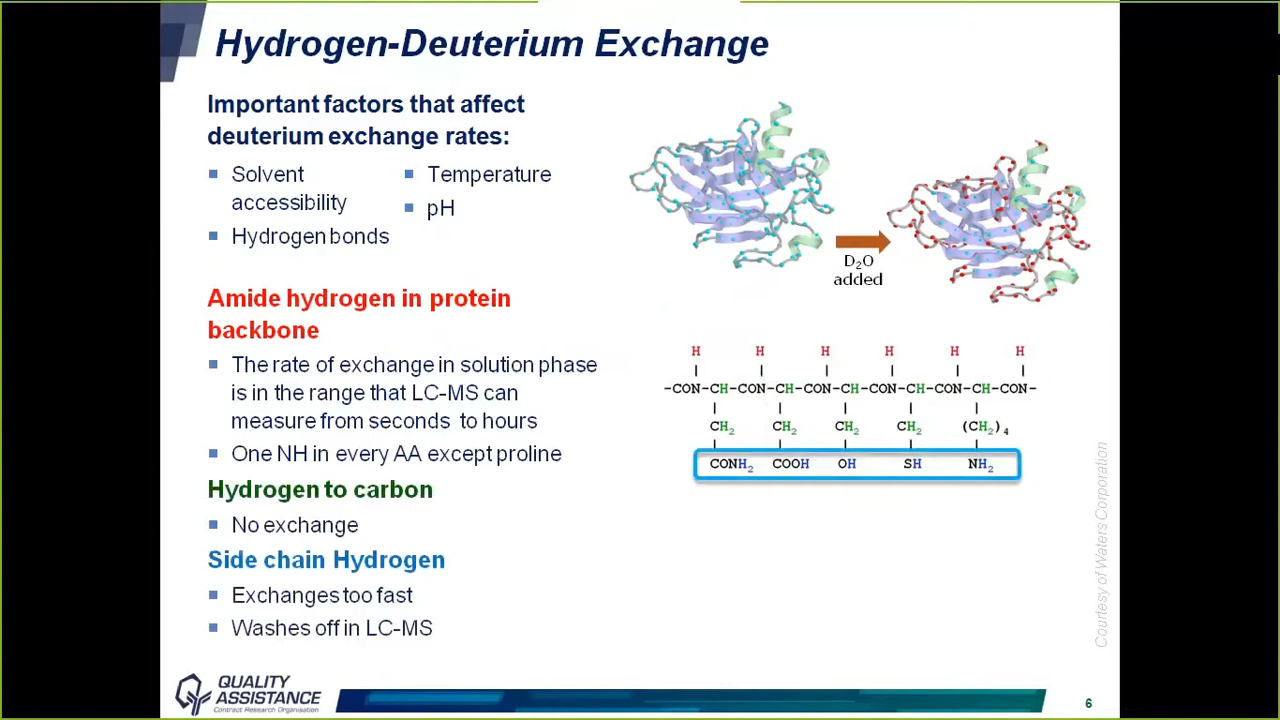 Hydrogen-Deuterium Exchange
Important factors that affect
deuterium exchange rates:
Solvent
accessibility
Hydrogen bonds
Temperature
pH
D₂O
added
Amide hydrogen in protein
backbone
The rate of exchange in solution phase
is in the range that LC-MS can
measure from seconds to hours
One NH in every AA except proline
Hydrogen to carbon
No exchange
Side chain Hydrogen
Exchanges too fast
Washes off in LC-MS
H H H H H H
-CON-CH-CON-CH-CON-CH-CON-CH-CON-CH-CON-
CH₂ CH₂ CH₂ CH₂ (CH₂)₄
CONH₂ COOH OH SH NH₂
Courtesy of Waters Corporation
QUALITY
ASSISTANCE
Contract Research Organisation
6